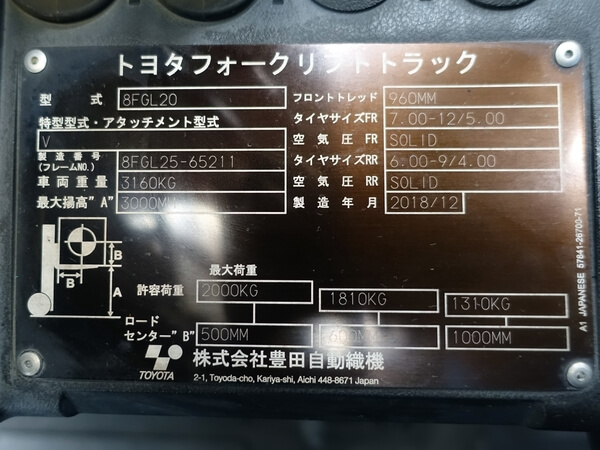 トヨタフォークリフトトラック
型式 8FGL20 フロントトレッド 960MM
特型型式・アタッチメント型式 タイヤサイズFR 7.00-12/5.00
V 空気圧 FR SOLID
製造番号 (フレームNO.) 8FGL25-65211 タイヤサイズRR 6.00-9/4.00
車両重量 3160KG 空気圧 RR SOLID
最大揚高"A" 3000MM 製造年月 2018/12
B
B
A
最大荷重
許容荷重 2000KG 1810KG 1310KG
ロード
センター"B" 500MM 600MM 1000MM
TOYOTA 株式会社豊田自動織機
2-1, Toyoda-cho, Kariya-shi, Aichi 448-8671 Japan
A1 JAPANESE 57841-26700-71